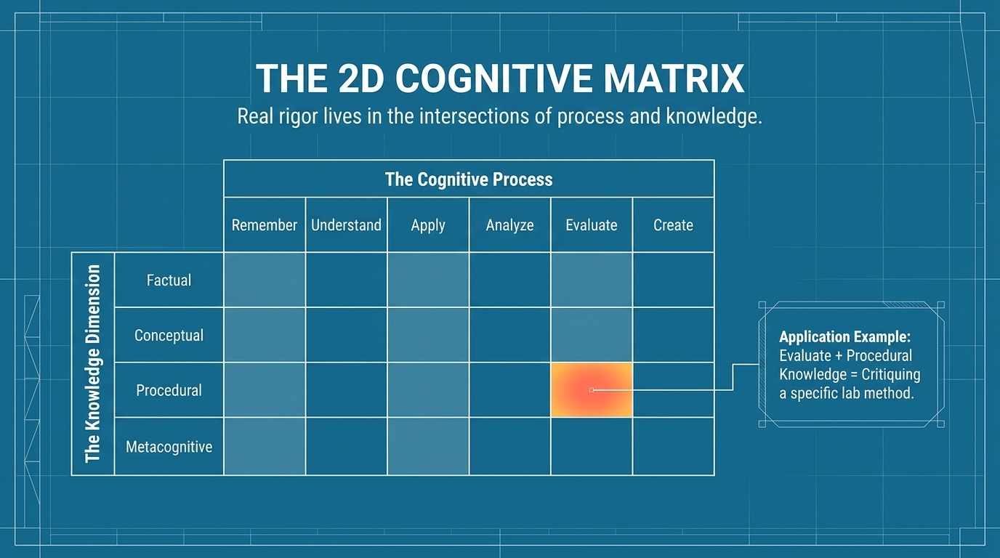 THE 2D COGNITIVE MATRIX
Real rigor lives in the intersections of process and knowledge.
The Cognitive Process
Remember
Understand
Apply
Analyze
Evaluate
Create
The Knowledge Dimension
Factual
Conceptual
Procedural
Metacognitive
Application Example:
Evaluate + Procedural
Knowledge = Critiquing
a specific lab method.